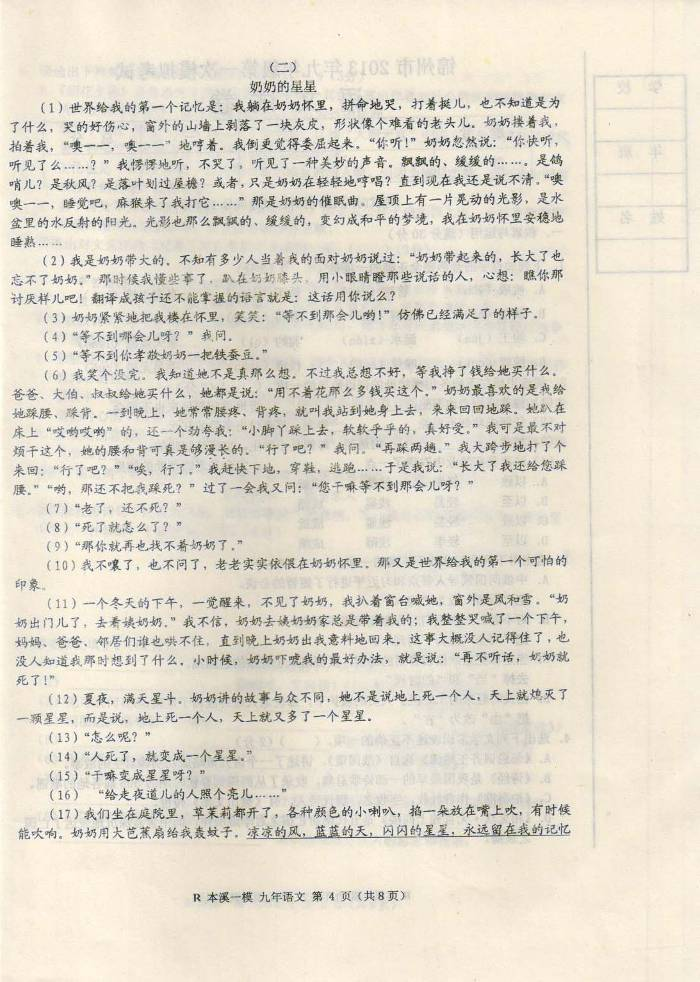 （二）
奶奶的星星
（1）世界给我的第一个记忆是：我躺在奶奶怀里，拼命地哭，打着挺儿，也不知道是为
了什么，哭的好伤心，窗外的山墙上剥落了一块灰皮，形状像个难看的老头儿。奶奶搂着我，
拍着我，“噢一一，噢一一”地哼着。我倒更觉得委屈起来。“你听！”奶奶忽然说：“你快听，
听见了么……？”我愣愣地听，不哭了，听见了一种美妙的声音。飘飘的、缓缓的……。是鸽
哨儿？是秋风？是落叶划过屋檐？或者，只是奶奶在轻轻地哼唱？直到现在我还是说不清。“噢
噢一一，睡觉吧，麻猴来了我打它……”那是奶奶的催眠曲。屋顶上有一片晃动的光影，是水
盆里的水反射的阳光。光影也那么飘飘的、缓缓的，变幻成和平的梦境，我在奶奶怀里安稳地
睡熟……
（2）我是奶奶带大的。不知有多少人当着我的面对奶奶说过：“奶奶带起来的，长大了也
忘不了奶奶。”那时候我懂些事了，趴在奶奶膝头，用小眼睛瞪那些说话的人，心想：瞧你那
讨厌样儿吧！翻译成孩子还不能掌握的语言就是：这话用你说么？
（3）奶奶紧紧地把我搂在怀里，笑笑：“等不到那会儿哟！”仿佛已经满足了的样子。
（4）“等不到哪会儿呀？”我问。
（5）“等不到你孝敬奶奶一把铁蚕豆。”
（6）我笑个没完。我知道她不是真那么想。不过我总想不好，等我挣了钱给她买什么。
爸爸、大伯、叔叔给她买什么，她都是说：“用不着花那么多钱买这个。”奶奶最喜欢的是我给
她踩腰、踩背。一到晚上，她常常腰疼、背疼，就叫我站到她身上去，来来回回地踩。她趴在
床上“哎哟哎哟”的，还一个劲夸我：“小脚丫踩上去，软软乎乎的，真好受。”我可是最不对
烦干这个，她的腰和背可真是够漫长的。“行了吧？”我问。“再踩两趟。”我大跨步地打了个
来回：“行了吧？”“唉，行了。”我赶快下地，穿鞋，逃跑……于是我说：“长大了我还给您踩
腰。”“哟，那还不把我踩死？”过了一会我又问：“您干嘛等不到那会儿呀？”
（7）“老了，还不死？”
（8）“死了就怎么了？”
（9）“那你就再也找不着奶奶了。”
（10）我不嚷了，也不问了，老老实实依偎在奶奶怀里。那又是世界给我的第一个可怕的
印象。
（11）一个冬天的下午，一觉醒来，不见了奶奶，我扒着窗台喊她，窗外是风和雪。“奶
奶出门儿了，去看姨奶奶。”我不信，奶奶去姨奶奶家总是带着我的；我整整哭喊了一个下午，
妈妈、爸爸、邻居们谁也哄不住，直到晚上奶奶出我意料地回来。这事大概没人记得住了，也
没人知道我那时想到了什么。小时候，奶奶吓唬我的最好办法，就是说：“再不听话，奶奶就
死了！”
（12）夏夜，满天星斗。奶奶讲的故事与众不同，她不是说地上死一个人，天上就熄灭了
一颗星星，而是说，地上死一个人，天上就又多了一个星星。
（13）“怎么呢？”
（14）“人死了，就变成一个星星。”
（15）“干嘛变成星星呀？”
（16） “给走夜道儿的人照个亮儿……”
（17）我们坐在庭院里，草茉莉都开了，各种颜色的小喇叭，掐一朵放在嘴上吹，有时候
能吹响。奶奶用大芭蕉扇给我轰蚊子。凉凉的风，蓝蓝的天，闪闪的星星，永远留在我的记忆
R 本溪一模 九年语文 第 4 页（共 8 页）